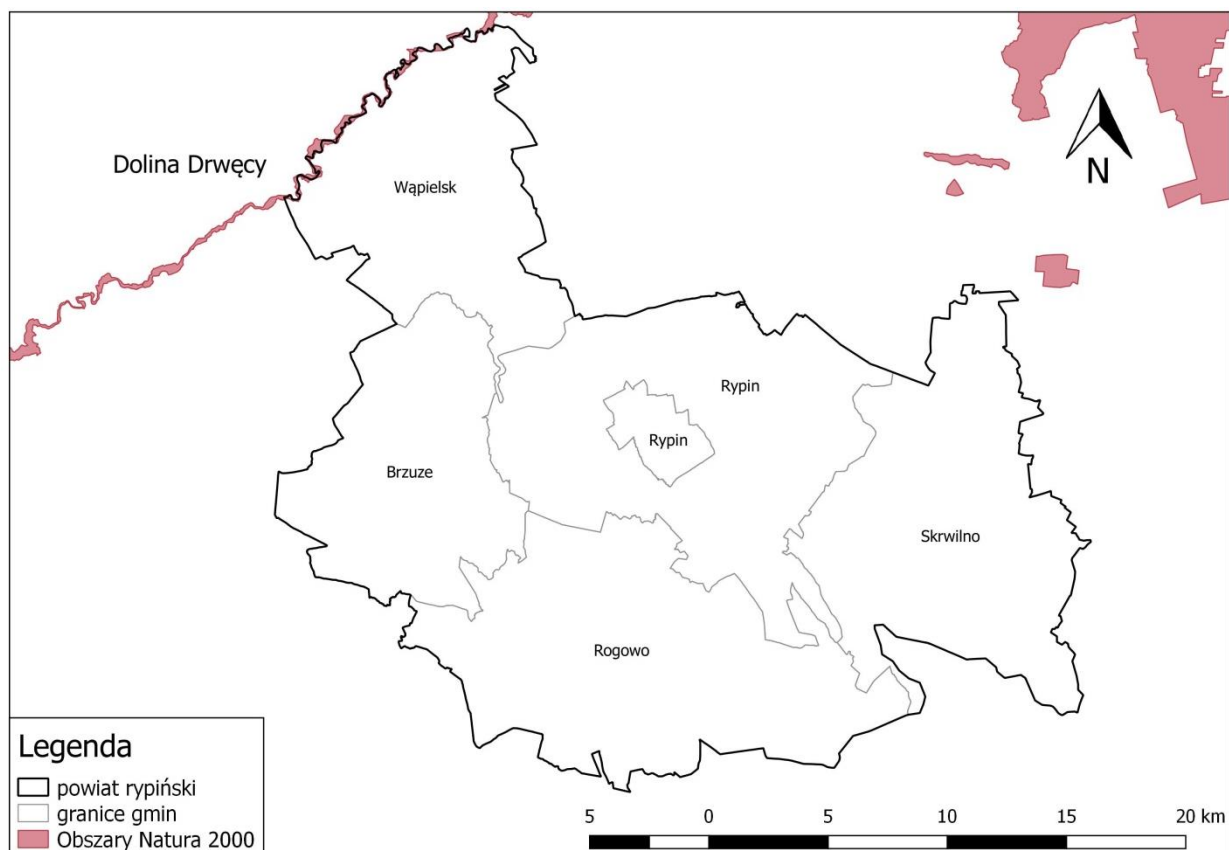 Dolina Drwęcy
Wąpielsk
N
Rypin
Rypin
Brzuze
Skrwilno
Rogowo
Legenda
powiat rypiński
granice gmin
Obszary Natura 2000
5 0 5 10 15 20 km